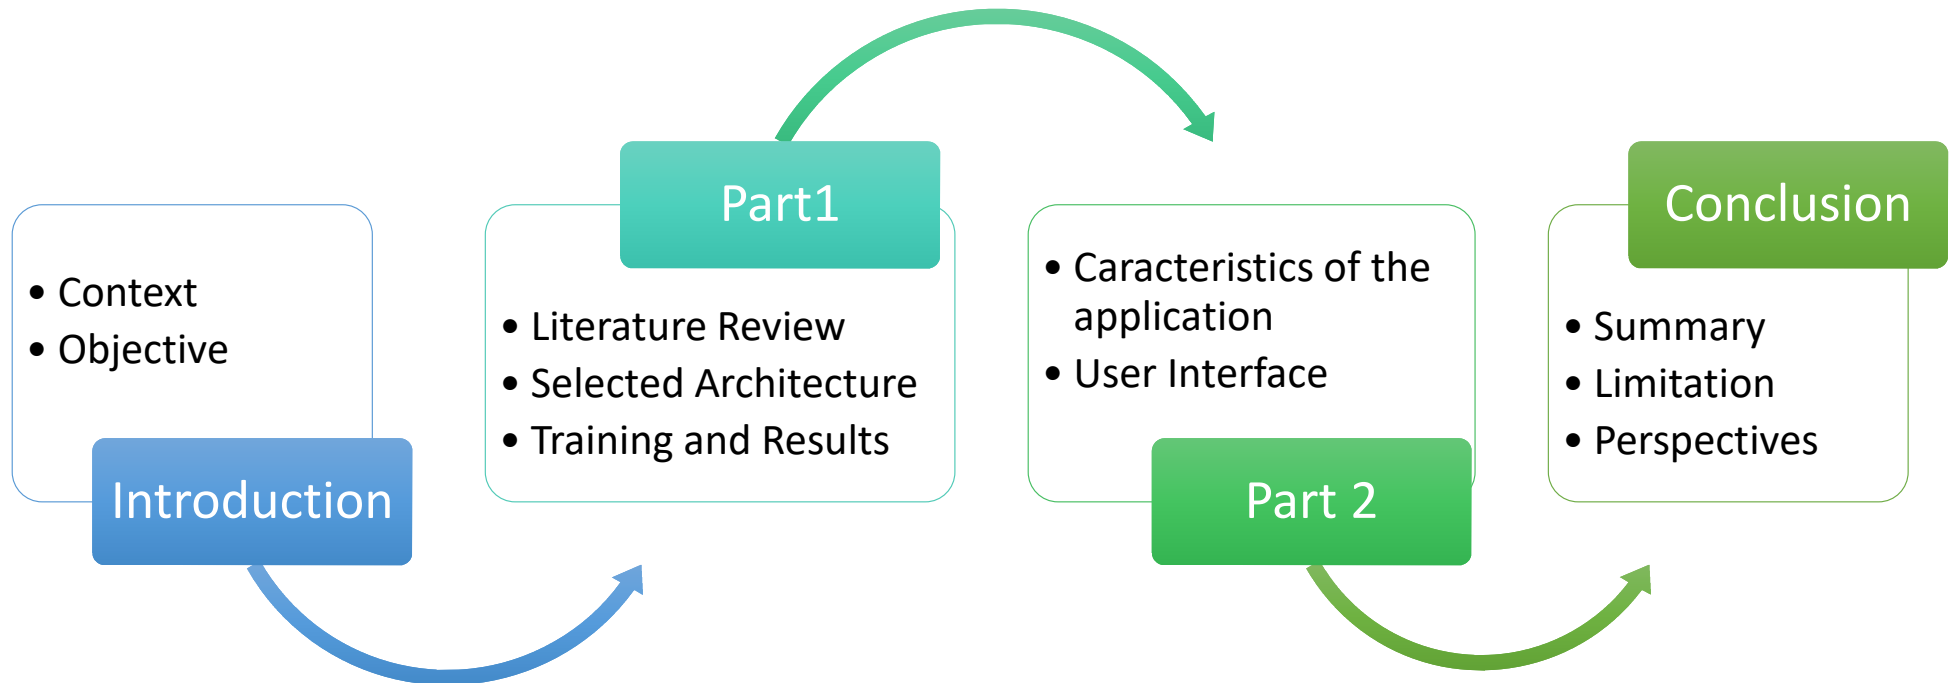 • Context
• Objective
Introduction
Part1
• Literature Review
• Selected Architecture
• Training and Results
• Caracteristics of the
application
• User Interface
Part 2
Conclusion
• Summary
• Limitation
• Perspectives